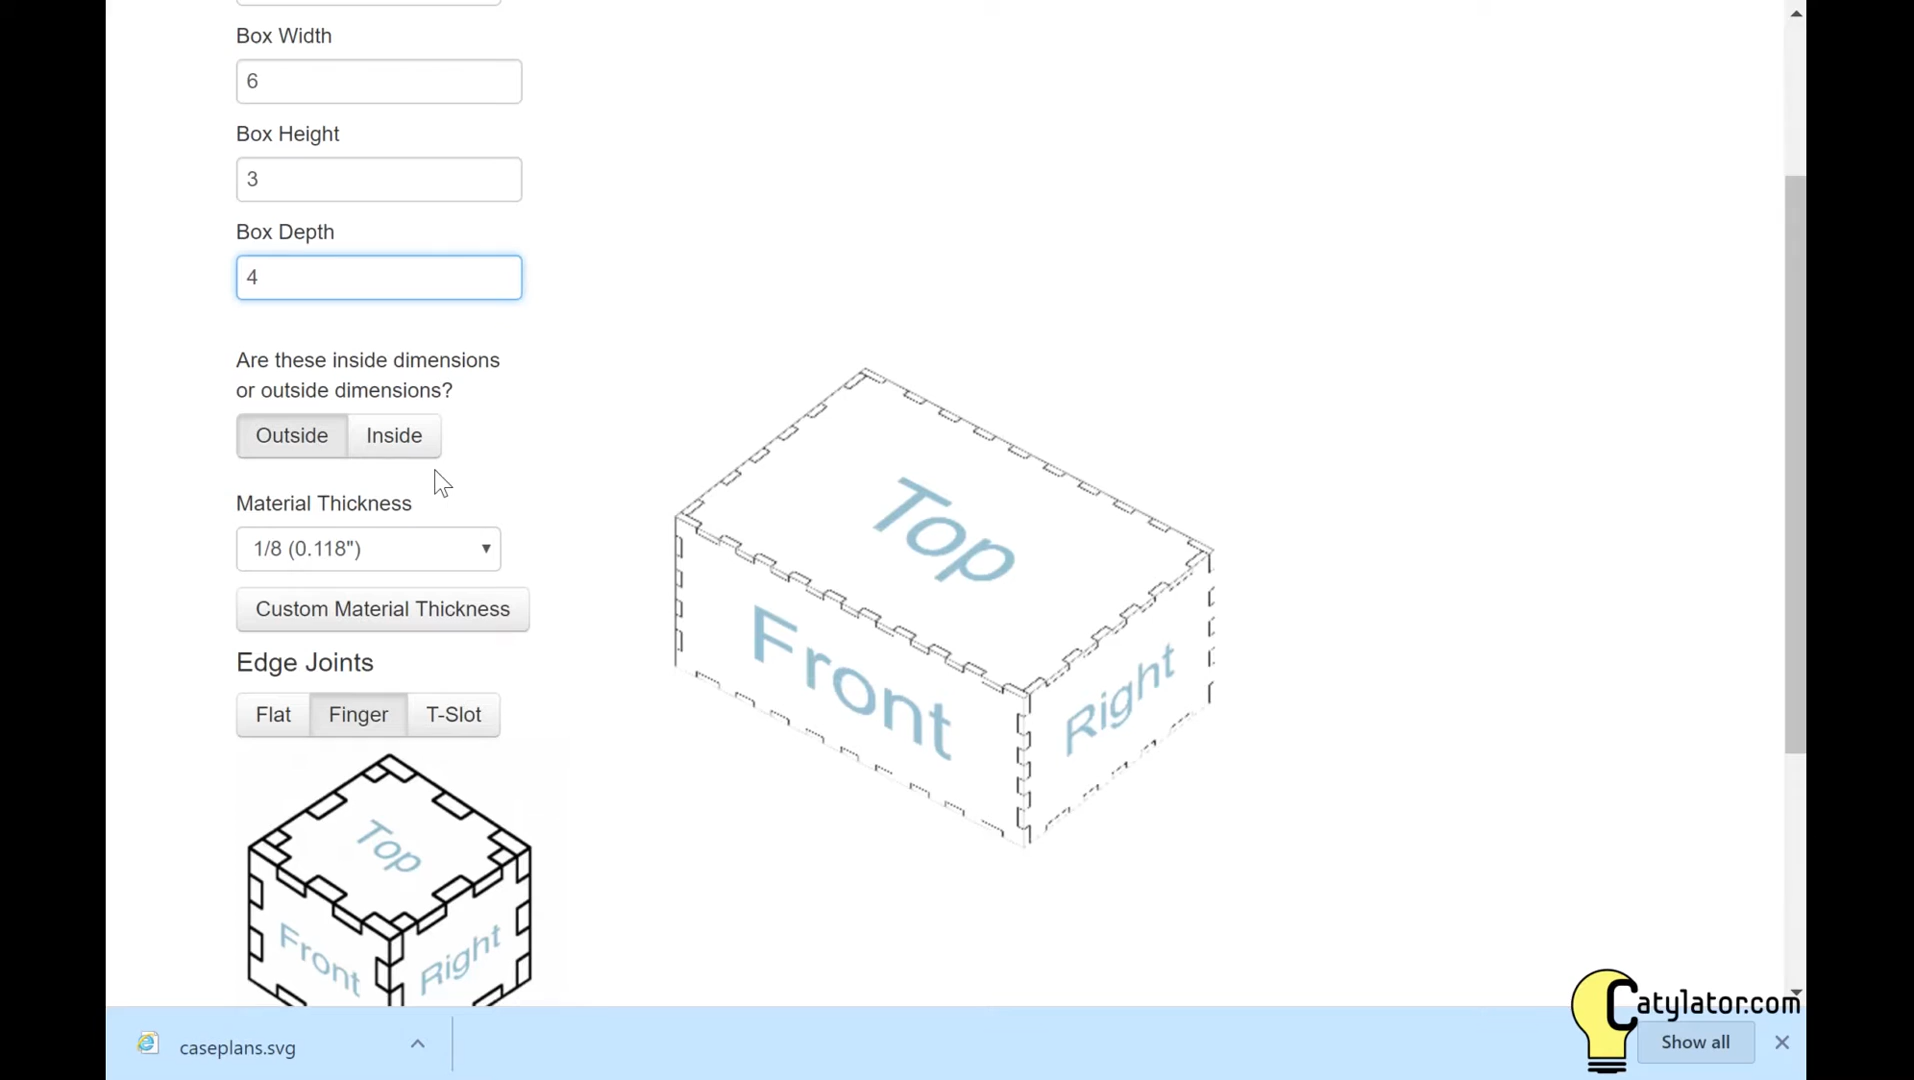 Box Width
6
Box Height
3
Box Depth
4
Are these inside dimensions
or outside dimensions?
Outside Inside
Material Thickness
1/8 (0.118")
Custom Material Thickness
Edge Joints
Flat Finger T-Slot
Top
Front
Right
Top
Front
Right
Catylator.com
caseplans.svg
Show all